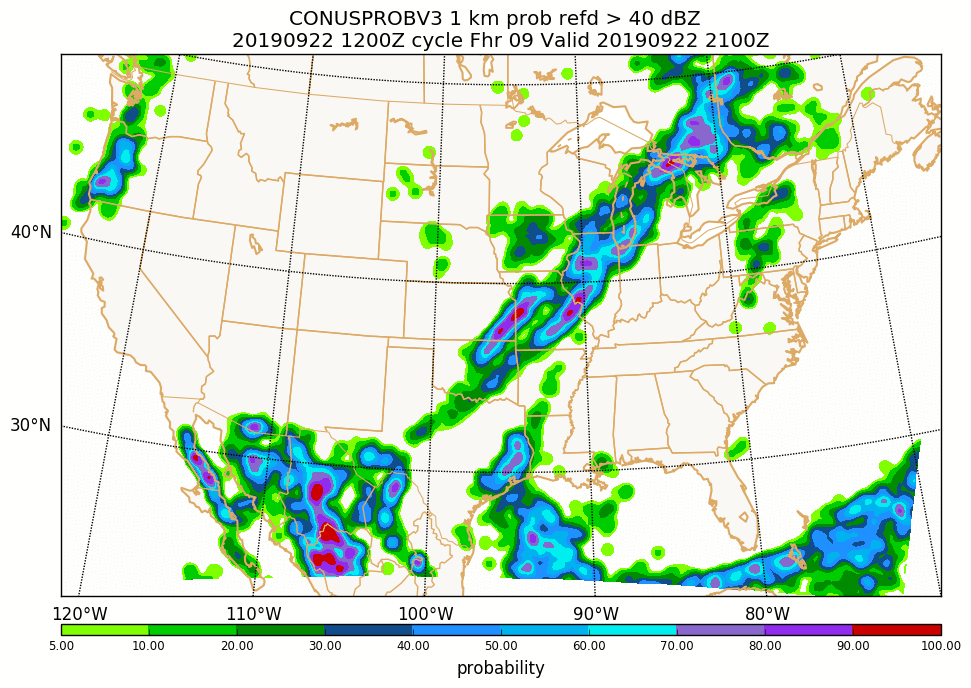 CONUSPROBV3 1 km prob refd > 40 dBZ
20190922 1200Z cycle Fhr 09 Valid 20190922 2100Z
40°N
30°N
120°W 110°W 100°W 90°W 80°W
5.00 10.00 20.00 30.00 40.00 50.00 60.00 70.00 80.00 90.00 100.00
probability